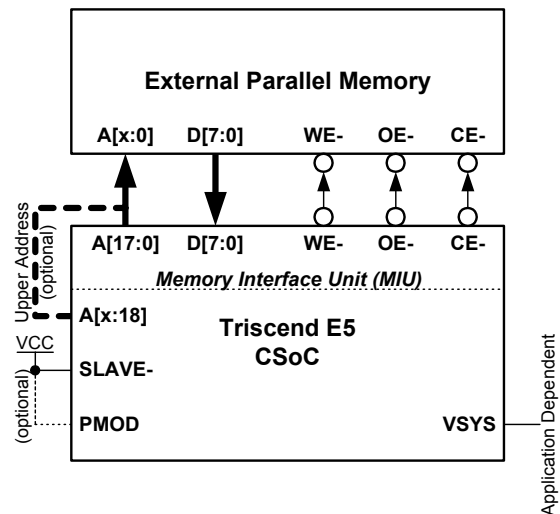 External Parallel Memory
A[x:0] D[7:0] WE- OE- CE-
Upper Address
(optional)
A[17:0] D[7:0] WE- OE- CE-
Memory Interface Unit (MIU)
A[x:18]
Triscend E5
CSoC
VCC
SLAVE-
(optional)
PMOD
VSYS
Application Dependent